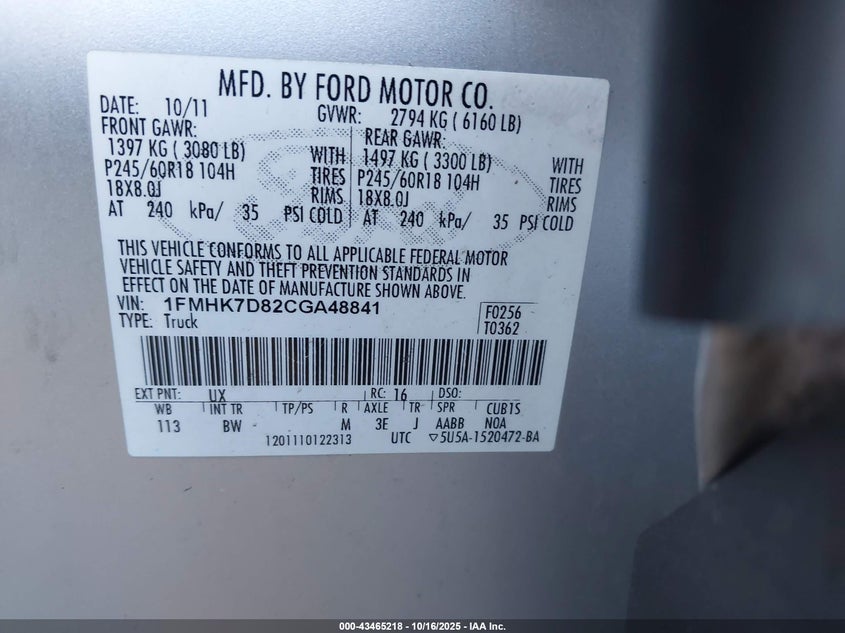 MFD. BY FORD MOTOR CO.
DATE: 10/11 GVWR: 2794 KG ( 6160 LB)
FRONT GAWR: REAR GAWR:
1397 KG ( 3080 LB) WITH 1497 KG ( 3300 LB) WITH
P245/60R18 104H TIRES P245/60R18 104H TIRES
18X8.0J RIMS 18X8.0J RIMS
AT 240 kPa/ 35 PSI COLD AT 240 kPa/ 35 PSI COLD
THIS VEHICLE CONFORMS TO ALL APPLICABLE FEDERAL MOTOR
VEHICLE SAFETY AND THEFT PREVENTION STANDARDS IN
EFFECT ON THE DATE OF MANUFACTURE SHOWN ABOVE.
VIN: 1FMHK7D82CGA48841 F0256
TYPE: Truck T0362
EXT PNT: UX RC: 16 DSO:
WB INT TR TP/PS R AXLE TR SPR CUB1S
113 BW M 3E J AABB NOA
1201110122313 UTC ▽5U5A-1520472-BA
000-43465218 - 10/16/2025 - IAA Inc.